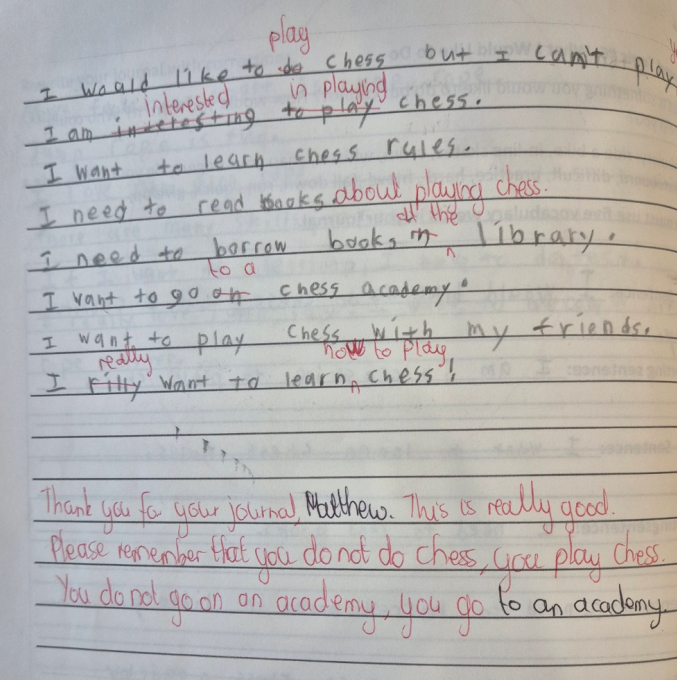 play
I woald like to do chess but I can't play
interested in playing
I am interesting to play chess.
I want to learn chess rules.
I need to read books about playing chess.
at the
I need to borrow books in library.
to a
I want to go on chess academy.
I want to play chess with my friends.
really how to play
I rilly want to learn chess!
Thank you for your journal, Matthew. This is really good.
Please remember that you do not do chess, you play chess.
You do not go on an academy, you go to an academy.